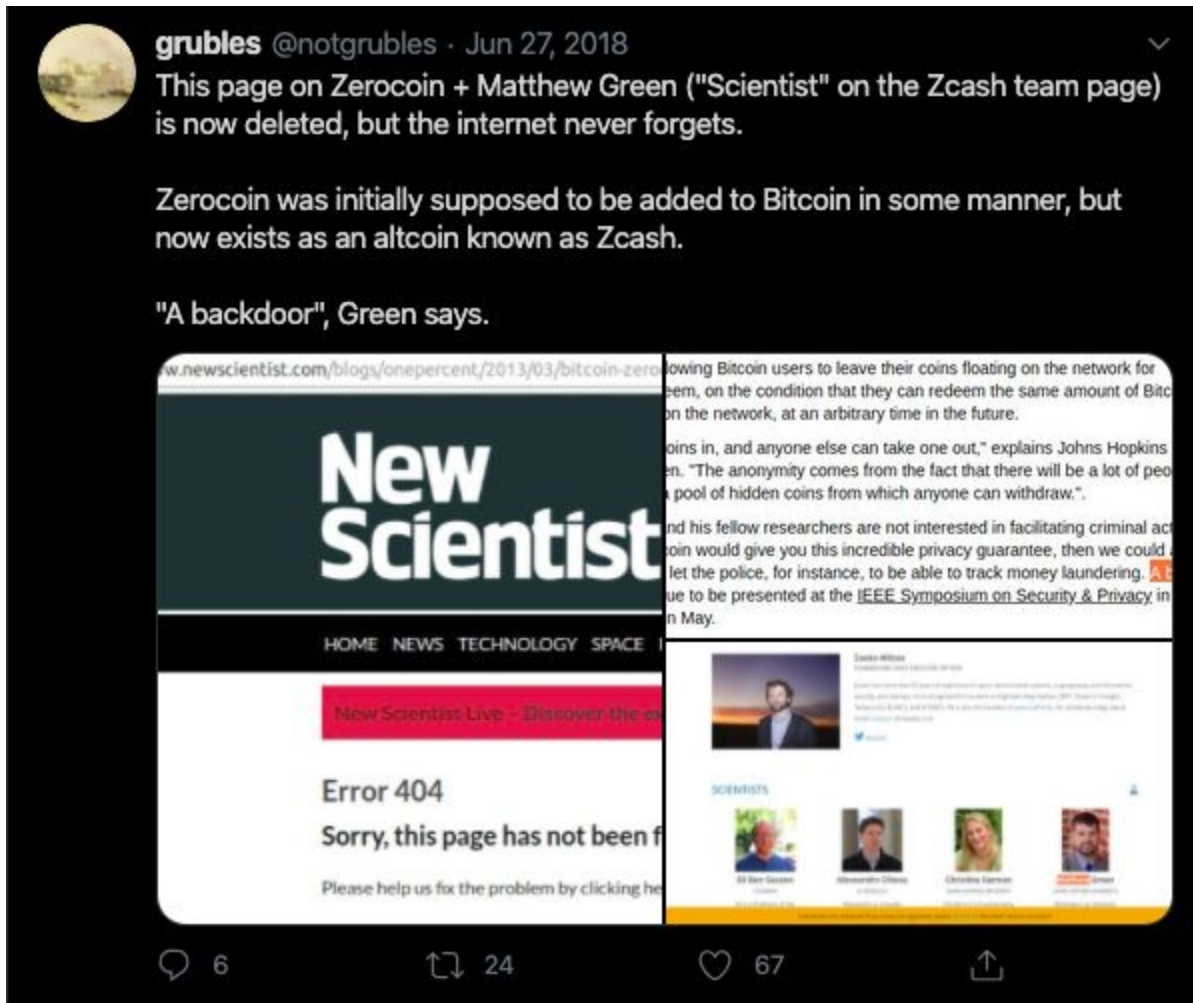 grubles @notgrubles · Jun 27, 2018
This page on Zerocoin + Matthew Green ("Scientist" on the Zcash team page)
is now deleted, but the internet never forgets.
Zerocoin was initially supposed to be added to Bitcoin in some manner, but
now exists as an altcoin known as Zcash.
"A backdoor", Green says.
w.newscientist.com/blogs/onepercent/2013/03/bitcoin-zero
New
Scientist
HOME NEWS TECHNOLOGY SPACE
New Scientist Live - Discover the
Error 404
Sorry, this page has not been f
Please help us fix the problem by clicking he
lowing Bitcoin users to leave their coins floating on the network for
eem, on the condition that they can redeem the same amount of Bitc
on the network, at an arbitrary time in the future.
oins in, and anyone else can take one out," explains Johns Hopkins
en. "The anonymity comes from the fact that there will be a lot of peo
pool of hidden coins from which anyone can withdraw.".
nd his fellow researchers are not interested in facilitating criminal act
coin would give you this incredible privacy guarantee, then we could
let the police, for instance, to be able to track money laundering. A b
ue to be presented at the IEEE Symposium on Security & Privacy in
n May.
SCIENTISTS
Green
6 24 67